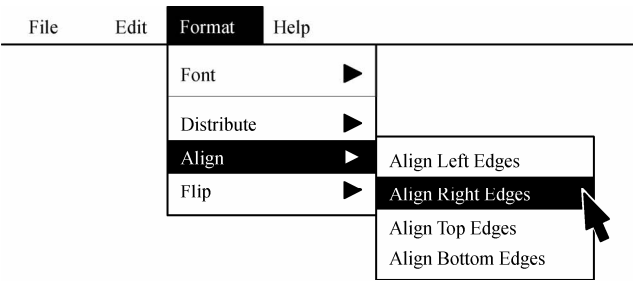 File Edit Format Help
Font
Distribute
Align
Flip
Align Left Edges
Align Right Edges
Align Top Edges
Align Bottom Edges